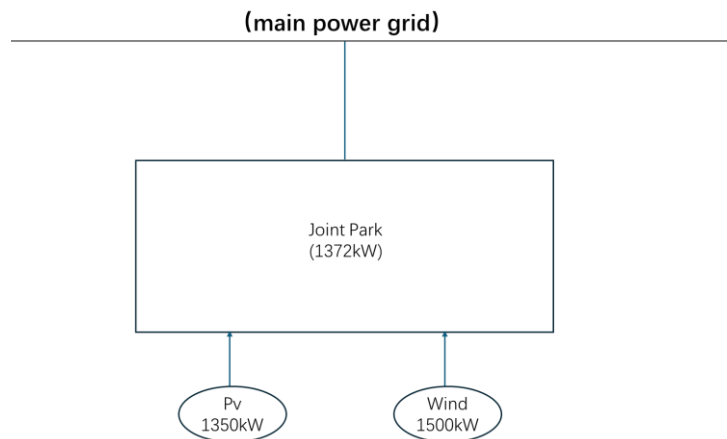 (main power grid)
Joint Park
(1372kW)
Pv
1350kW
Wind
1500kW